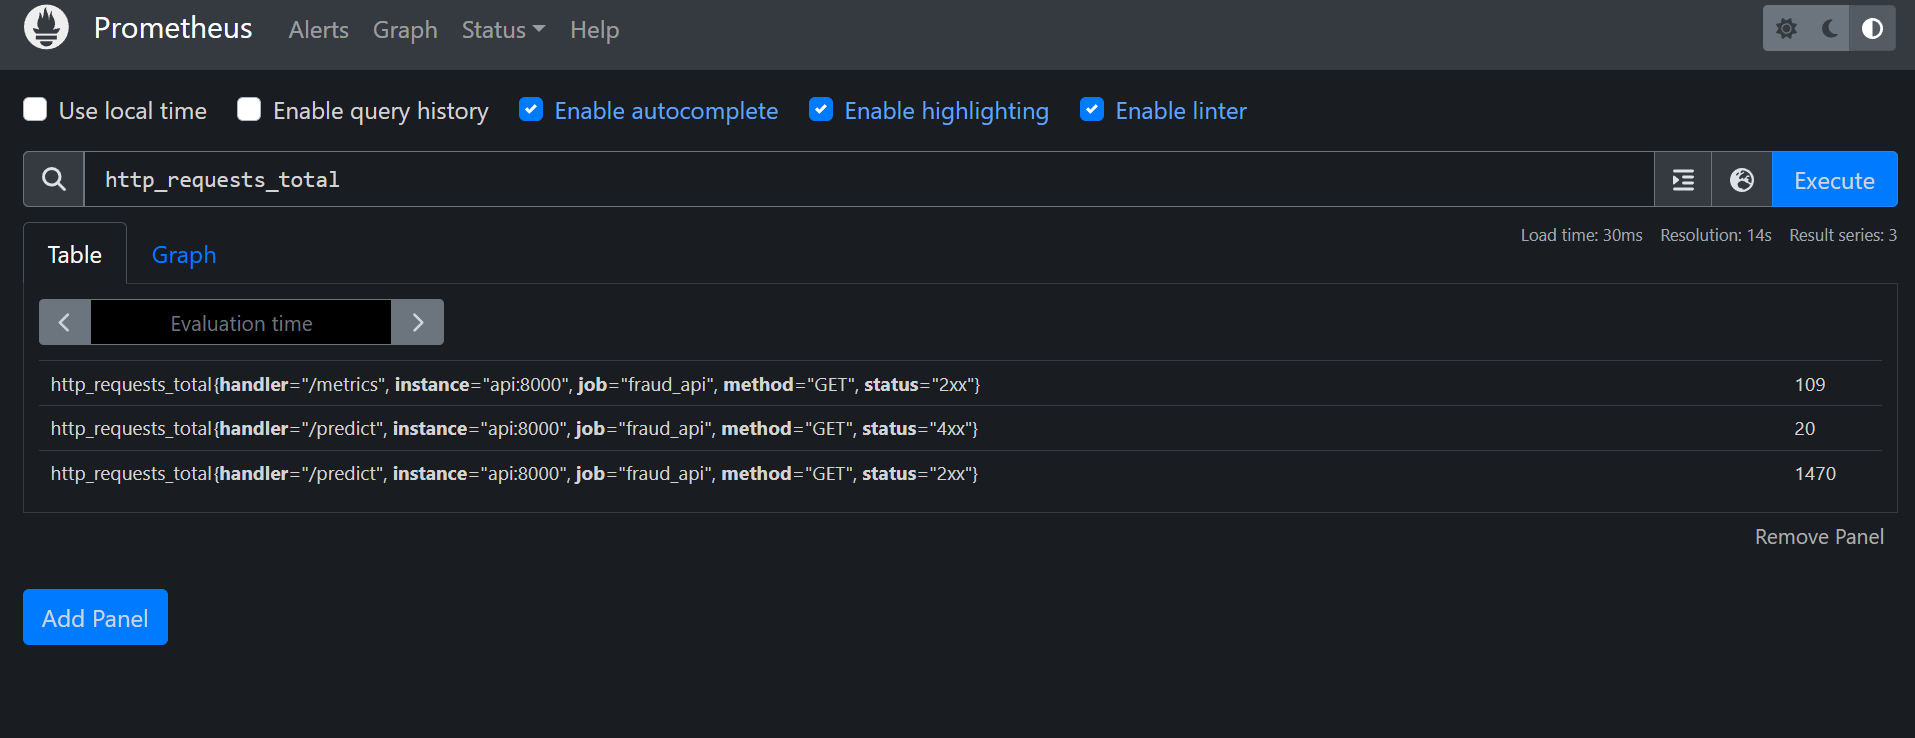 Prometheus Alerts Graph Status Help
Use local time Enable query history Enable autocomplete Enable highlighting Enable linter
http_requests_total Execute
Load time: 30ms Resolution: 14s Result series: 3
Table Graph
Evaluation time
http_requests_total{handler="/metrics", instance="api:8000", job="fraud_api", method="GET", status="2xx"} 109
http_requests_total{handler="/predict", instance="api:8000", job="fraud_api", method="GET", status="4xx"} 20
http_requests_total{handler="/predict", instance="api:8000", job="fraud_api", method="GET", status="2xx"} 1470
Remove Panel
Add Panel